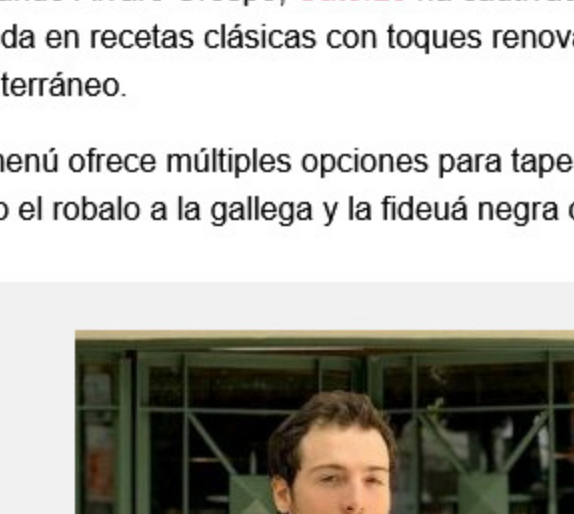 da en recetas clásicas con toques renova
terráneo.
menú ofrece múltiples opciones para tape
o el robalo a la gallega y la fideuá negra